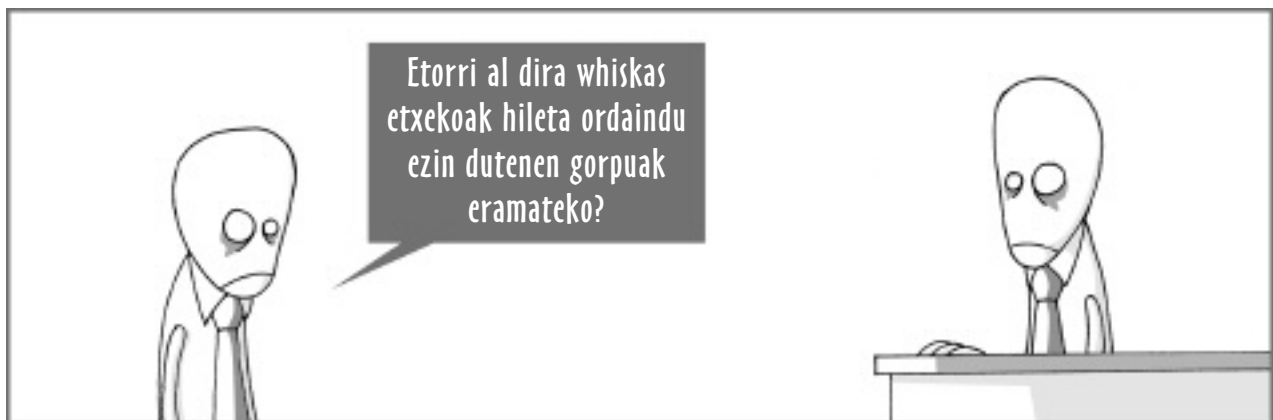 Etorri al dira whiskas
etxekoak hileta ordaindu
ezin dutenen gorpuak
eramateko?